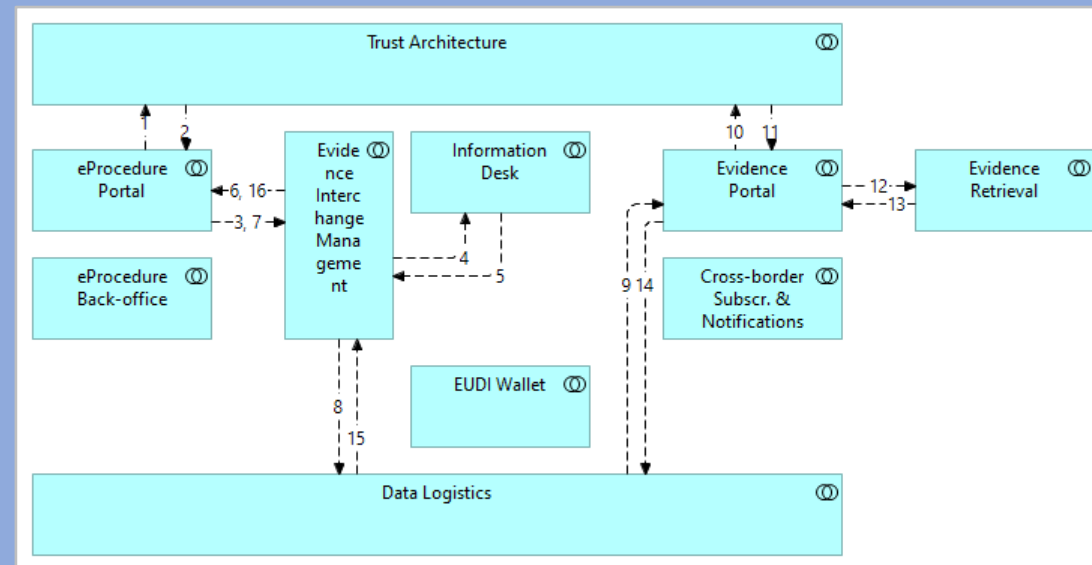 Trust Architecture
1
2
10
11
eProcedure
Portal
Evide
nce
Interc
hange
Mana
geme
nt
Information
Desk
Evidence
Portal
Evidence
Retrieval
6, 16
3, 7
12
13
4
5
eProcedure
Back-office
9
14
Cross-border
Subscr. &
Notifications
EUDI Wallet
8
15
Data Logistics